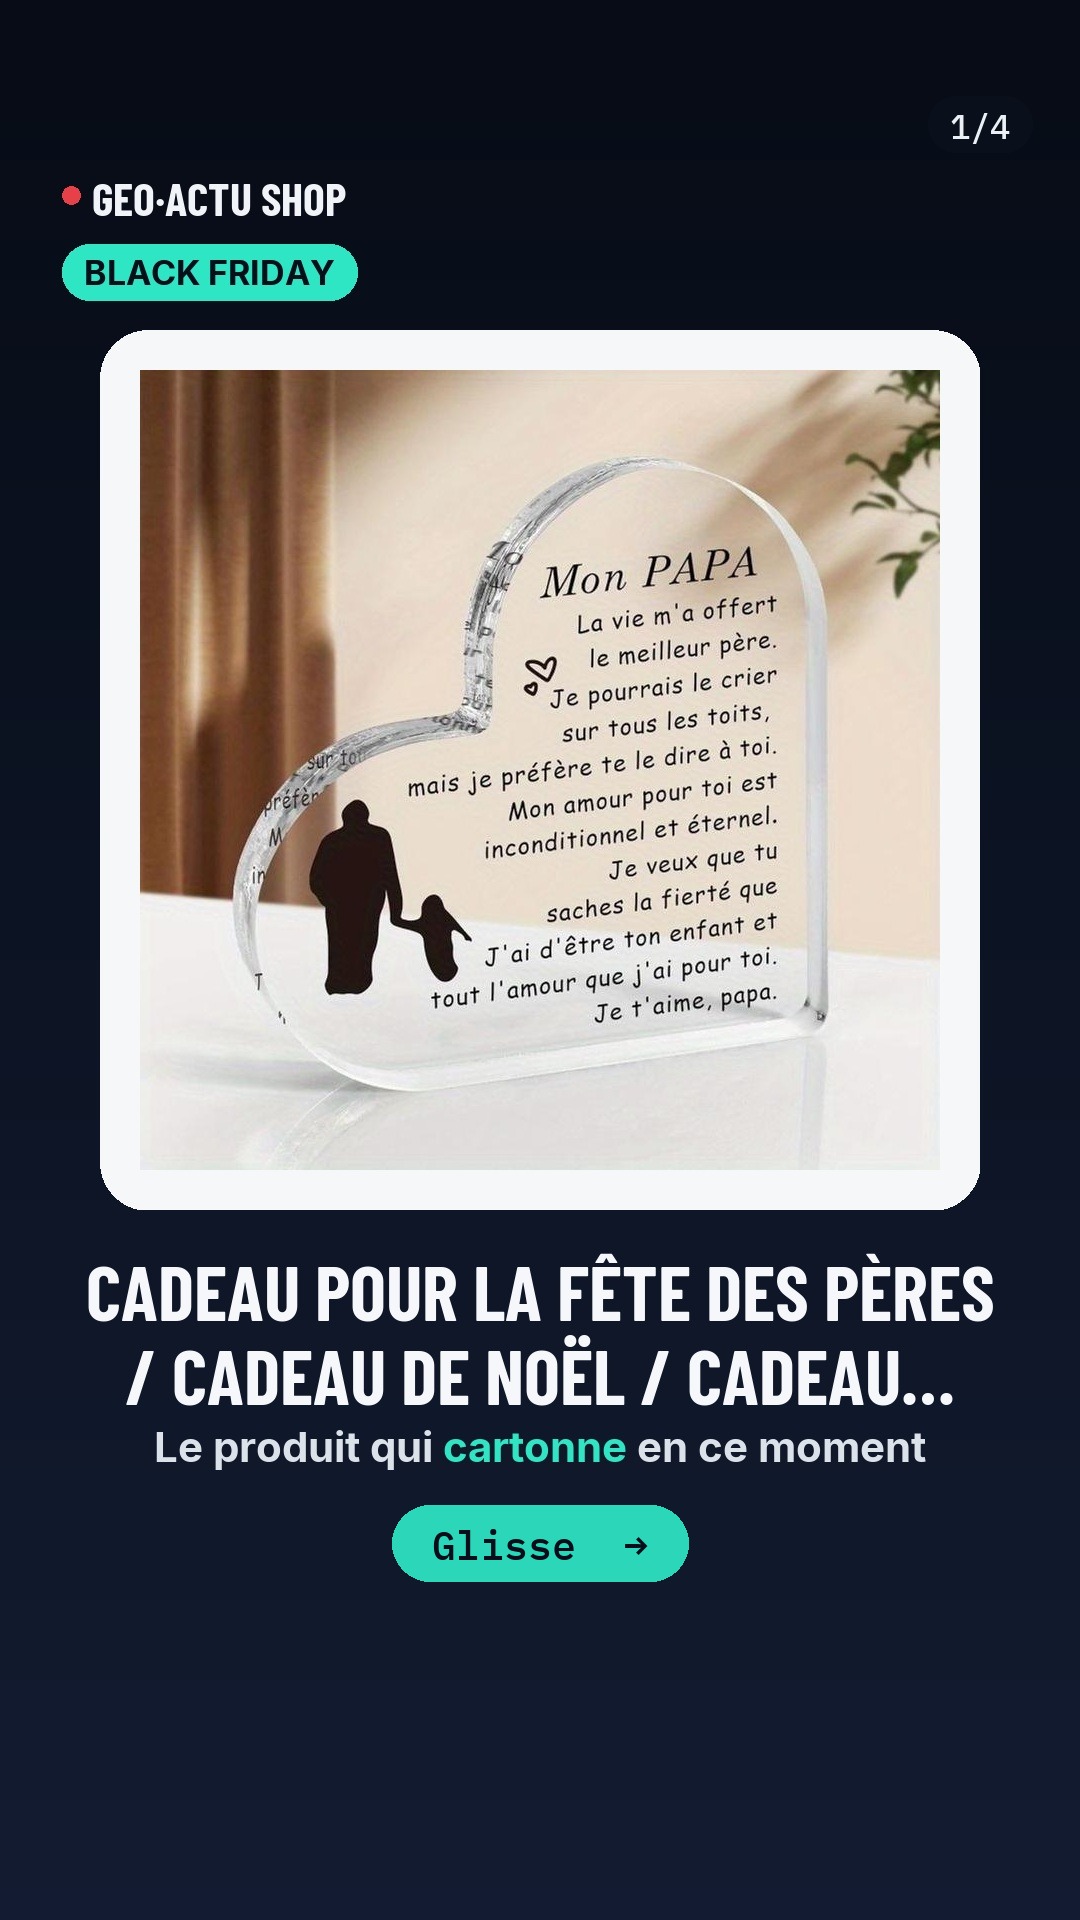 1/4
GEO·ACTU SHOP
BLACK FRIDAY
Mon PAPA
La vie m'a offert
le meilleur père.
Je pourrais le crier
sur tous les toits,
mais je préfère te le dire à toi.
Mon amour pour toi est
inconditionnel et éternel.
Je veux que tu
saches la fierté que
J'ai d'être ton enfant et
tout l'amour que j'ai pour toi.
Je t'aime, papa.
CADEAU POUR LA FÊTE DES PÈRES
/ CADEAU DE NOËL / CADEAU...
Le produit qui cartonne en ce moment
Glisse →